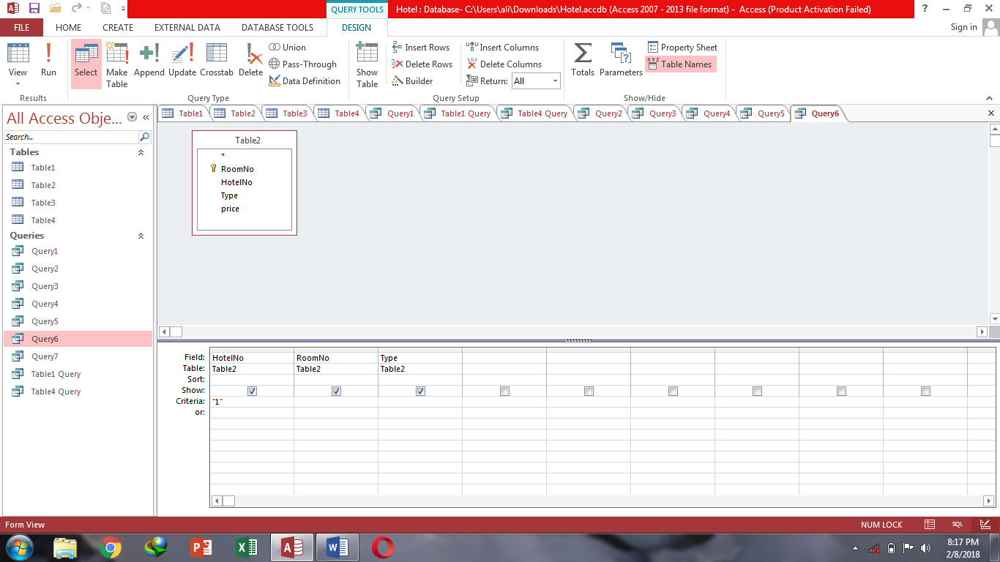 QUERY TOOLS
Hotel : Database- C:\Users\ali\Downloads\Hotel.accdb (Access 2007 - 2013 file format) - Access (Product Activation Failed)
?
FILE HOME CREATE EXTERNAL DATA DATABASE TOOLS DESIGN Sign in
View
Run
Results
Select
Make
Table
Append
Update
Crosstab
Delete
Union
Pass-Through
Data Definition
Query Type
Show
Table
Insert Rows
Delete Rows
Builder
Insert Columns
Delete Columns
Return: All
Query Setup
Totals
Parameters
Property Sheet
XYZ Table Names
Show/Hide
All Access Obje...
Search...
Tables
Table1
Table2
Table3
Table4
Queries
Query1
Query2
Query3
Query4
Query5
Query6
Query7
Table1 Query
Table4 Query
Table1 Table2 Table3 Table4 Query1 Table1 Query Table4 Query Query2 Query3 Query4 Query5 Query6
Table2
*
RoomNo
HotelNo
Type
price
Field: HotelNo RoomNo Type
Table: Table2 Table2 Table2
Sort:
Show:
Criteria: "1"
or:
Form View
NUM LOCK
SQL
8:17 PM
2/8/2018